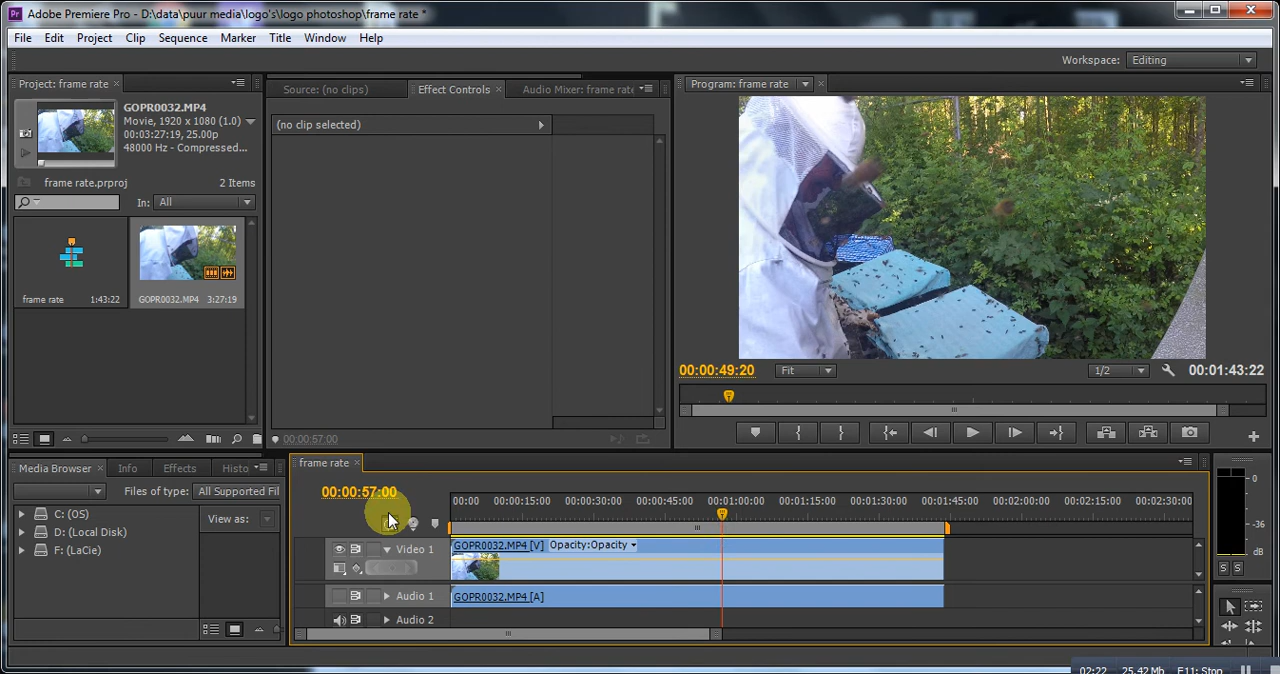 Adobe Premiere Pro - D:\data\puur media\logo's\logo photoshop\frame rate *
File Edit Project Clip Sequence Marker Title Window Help
Workspace: Editing
Project: frame rate
GOPR0032.MP4
Movie, 1920 x 1080 (1.0)
00:03:27:19, 25.00p
48000 Hz - Compressed...
frame rate.prproj 2 Items
In: All
frame rate 1:43:22
GOPR0032.MP4 3:27:19
Source: (no clips) Effect Controls Audio Mixer: frame rate
(no clip selected)
00:00:57:00
Program: frame rate
00:00:49:20 Fit 1/2 00:01:43:22
Media Browser Info Effects Histo
Files of type: All Supported Fil
C: (OS)
D: (Local Disk)
F: (LaCie)
View as:
frame rate
00:00:57:00
00:00 00:00:15:00 00:00:30:00 00:00:45:00 00:01:00:00 00:01:15:00 00:01:30:00 00:01:45:00 00:02:00:00 00:02:15:00 00:02:30:00
Video 1 GOPR0032.MP4 [V] Opacity:Opacity
Audio 1 GOPR0032.MP4 [A]
Audio 2
0
-36
dB
S S
02:22 25.42 Mb F11: Stop